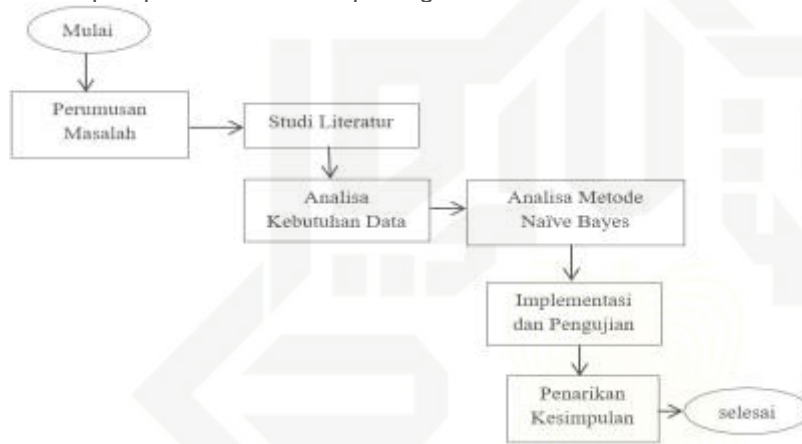 Mulai
Perumusan
Masalah
Studi Literatur
Analisa
Kebutuhan Data
Analisa Metode
Naïve Bayes
Implementasi
dan Pengujian
Penarikan
Kesimpulan
selesai